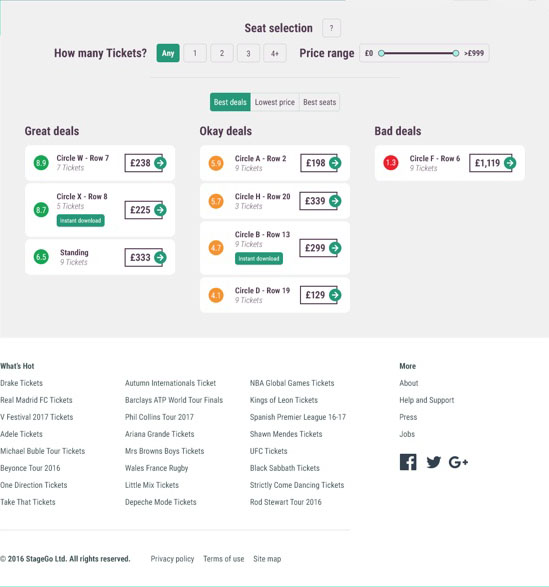 Seat selection ?
How many Tickets? Any 1 2 3 4+ Price range £0 >£999
Best deals Lowest price Best seats
Great deals
8.9 Circle W - Row 7 £238
7 Tickets
8.7 Circle X - Row 8 £225
5 Tickets
Instant download
6.5 Standing £333
9 Tickets
Okay deals
5.9 Circle A - Row 2 £198
9 Tickets
5.7 Circle H - Row 20 £339
3 Tickets
4.7 Circle B - Row 13 £299
9 Tickets
Instant download
4.1 Circle D - Row 19 £129
9 Tickets
Bad deals
1.3 Circle F - Row 6 £1,119
9 Tickets
What's Hot
Drake Tickets
Real Madrid FC Tickets
V Festival 2017 Tickets
Adele Tickets
Michael Buble Tour Tickets
Beyonce Tour 2016
One Direction Tickets
Take That Tickets
Autumn Internationals Ticket
Barclays ATP World Tour Finals
Phil Collins Tour 2017
Ariana Grande Tickets
Mrs Browns Boys Tickets
Wales France Rugby
Little Mix Tickets
Depeche Mode Tickets
NBA Global Games Tickets
Kings of Leon Tickets
Spanish Premier League 16-17
Shawn Mendes Tickets
UFC Tickets
Black Sabbath Tickets
Strictly Come Dancing Tickets
Rod Stewart Tour 2016
More
About
Help and Support
Press
Jobs
© 2016 StageGo Ltd. All rights reserved. Privacy policy Terms of use Site map